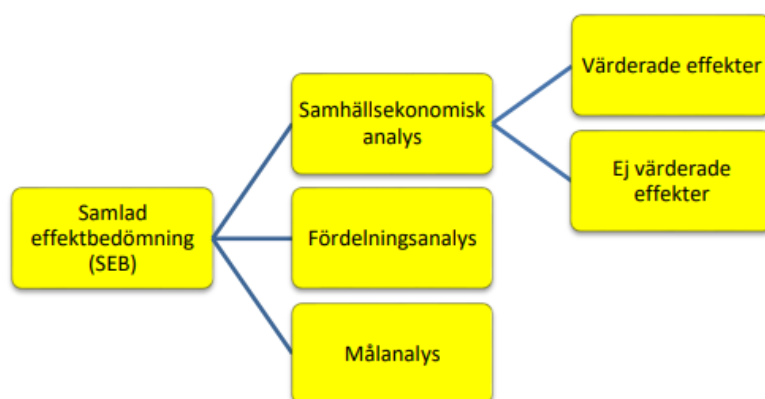 Samlad
effektbedömning
(SEB)
Samhällsekonomisk
analys
Fördelningsanalys
Målanalys
Värderade effekter
Ej värderade
effekter